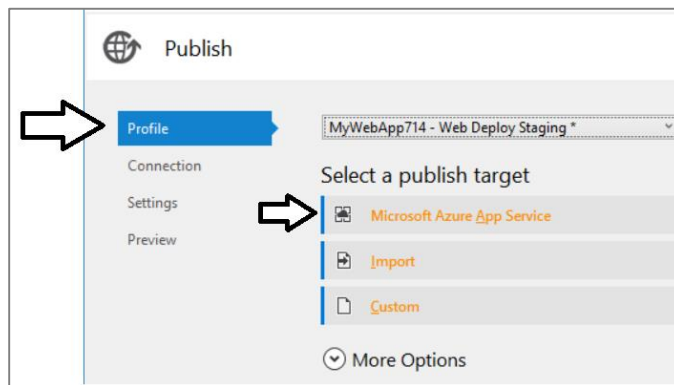 Publish
Profile
MyWebApp714 - Web Deploy Staging *
Connection
Select a publish target
Settings
Microsoft Azure App Service
Preview
Import
Custom
More Options